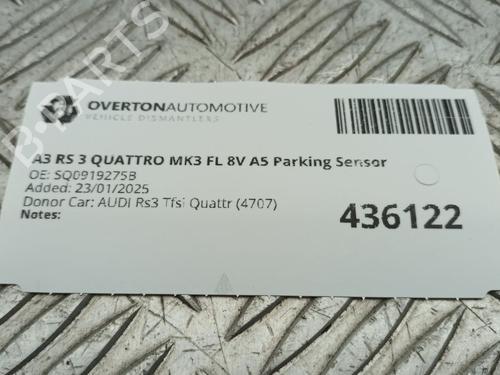 OVERTONAUTOMOTIVE
VEHICLE DISMANTLERS
A3 RS 3 QUATTRO MK3 FL 8V A5 Parking Sensor
OE: SQ0919275B
Added: 23/01/2025
Donor Car: AUDI Rs3 Tfsi Quattr (4707)
Notes:
436122
B-PARTS